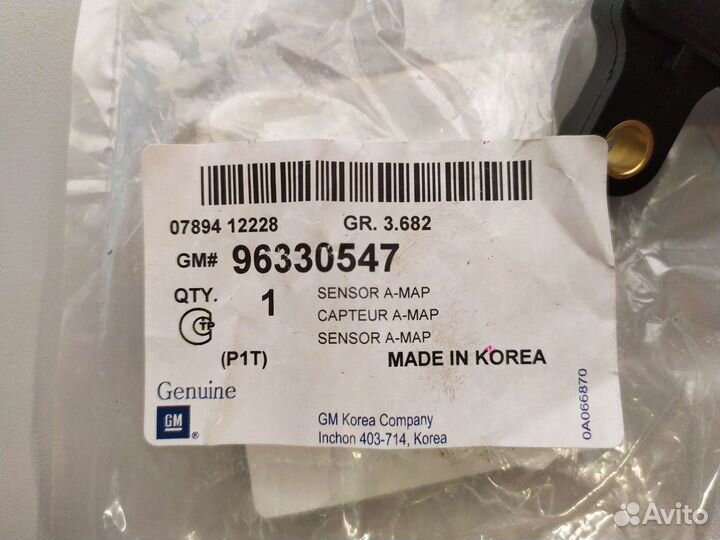 07894 12228 GR. 3.682
GM# 96330547
QTY. 1 SENSOR A-MAP
CAPTEUR A-MAP
SENSOR A-MAP
(P1T) MADE IN KOREA
Genuine
GM
GM Korea Company
Inchon 403-714, Korea
0A066870
Avito